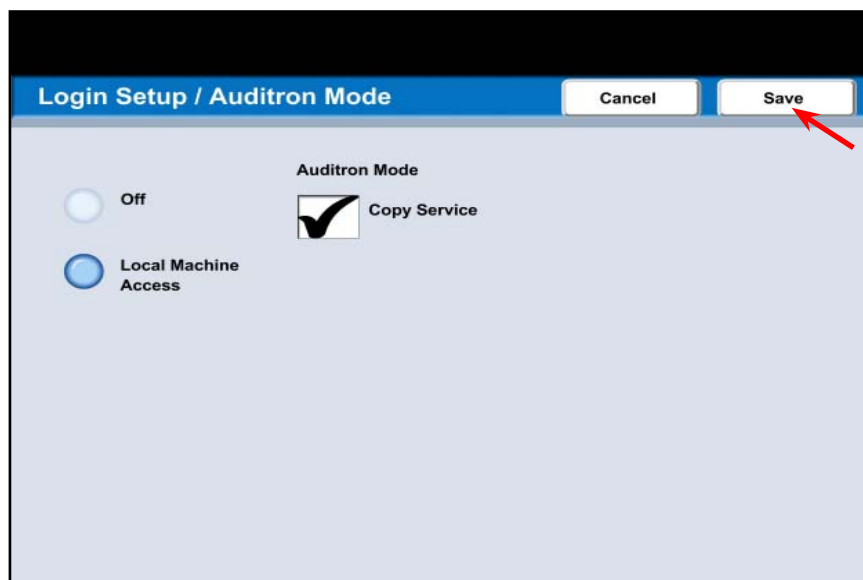 Login Setup / Auditron Mode
Cancel
Save
Auditron Mode
Off
Copy Service
Local Machine
Access